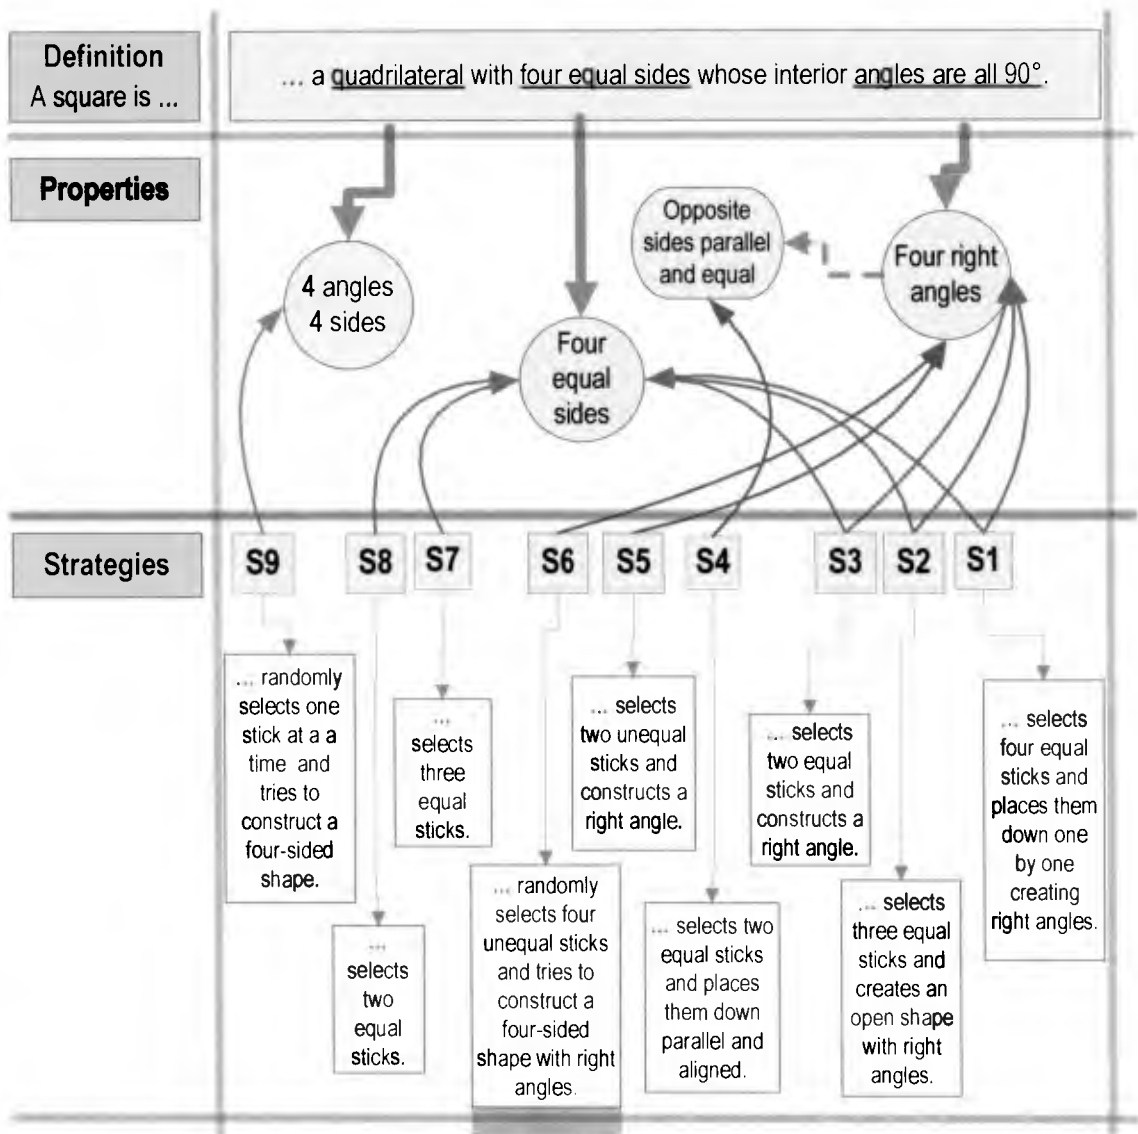 Definition
A square is ...
... a quadrilateral with four equal sides whose interior angles are all 90°.
Properties
4 angles
4 sides
Four
equal
sides
Opposite
sides parallel
and equal
Four right
angles
Strategies
S9
S8
S7
S6
S5
S4
S3
S2
S1
... randomly
selects one
stick at a a
time and
tries to
construct a
four-sided
shape.
...
selects
two
equal
sticks.
...
selects
three
equal
sticks.
... randomly
selects four
unequal sticks
and tries to
construct a
four-sided
shape with right
angles.
... selects
two unequal
sticks and
constructs a
right angle.
... selects two
equal sticks
and places
them down
parallel and
aligned.
... selects
two equal
sticks and
constructs a
right angle.
... selects
three equal
sticks and
creates an
open shape
with right
angles.
... selects
four equal
sticks and
places them
down one
by one
creating
right angles.